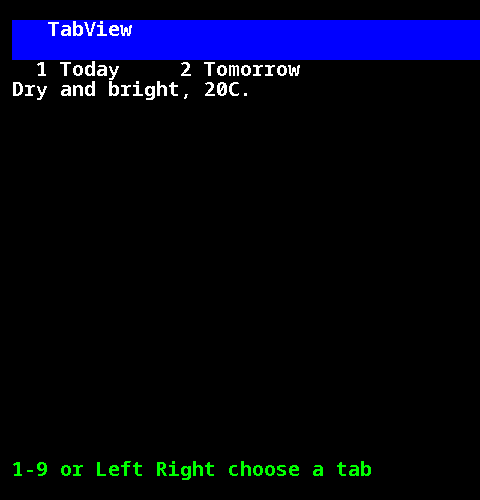 TabView
1 Today     2 Tomorrow
Dry and bright, 20C.
1-9 or Left Right choose a tab